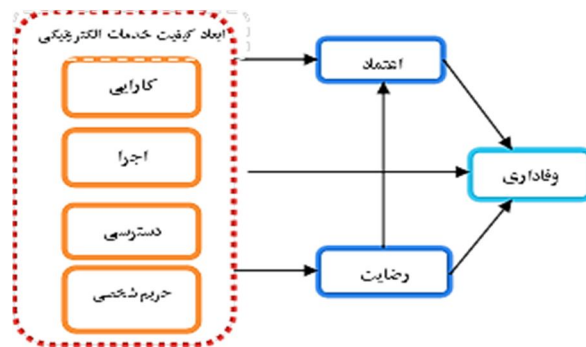 ابعاد کیفیت خدمات الکترونیکی
کارایی
اجرا
دسترسی
حریم شخصی
اعتماد
رضایت
وفاداری